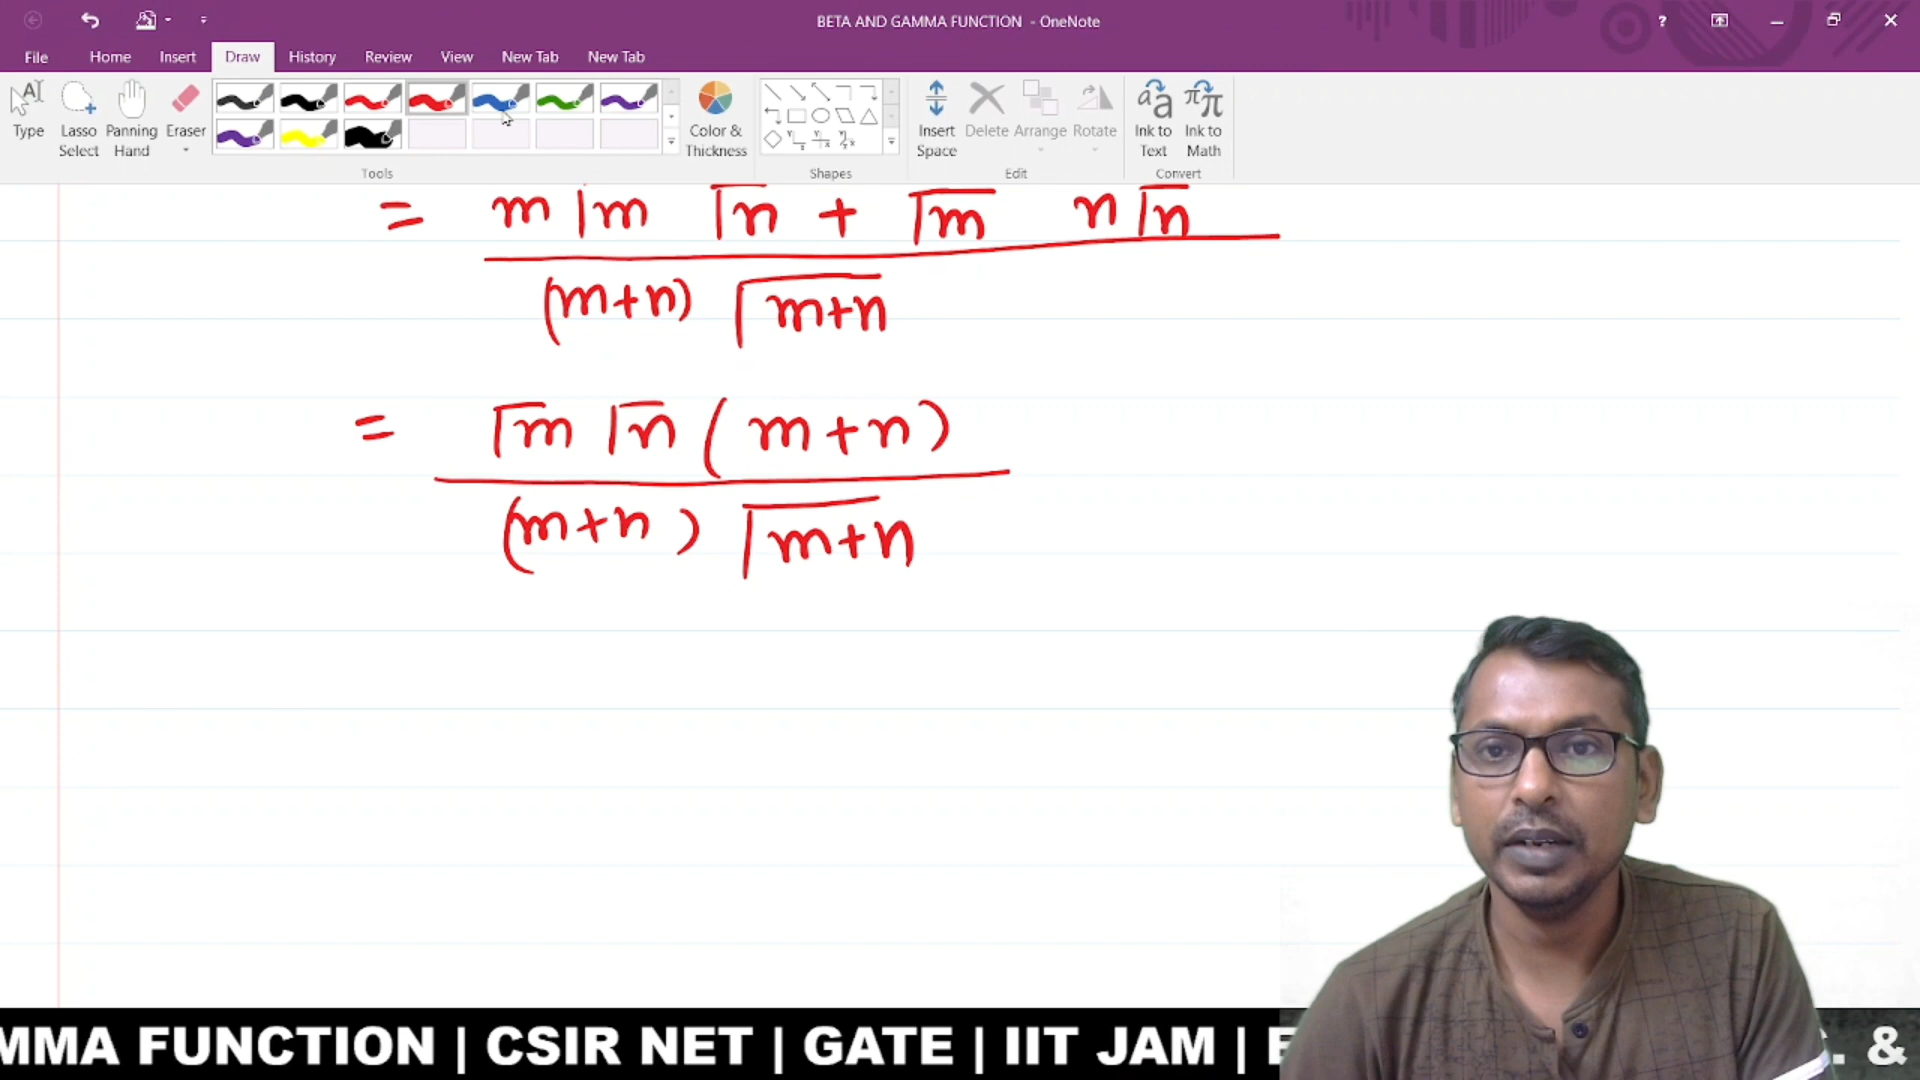 BETA AND GAMMA FUNCTION - OneNote
?
File Home Insert Draw History Review View New Tab New Tab
Type
Lasso Select
Panning Hand
Eraser
Color & Thickness
Insert Space
Delete
Arrange
Rotate
Ink to Text
Ink to Math
Tools Shapes Edit Convert
= m Γm Γn + Γm n Γn
(m+n) Γm+n
= Γm Γn (m+n)
(m+n) Γm+n
MMA FUNCTION | CSIR NET | GATE | IIT JAM | E . &